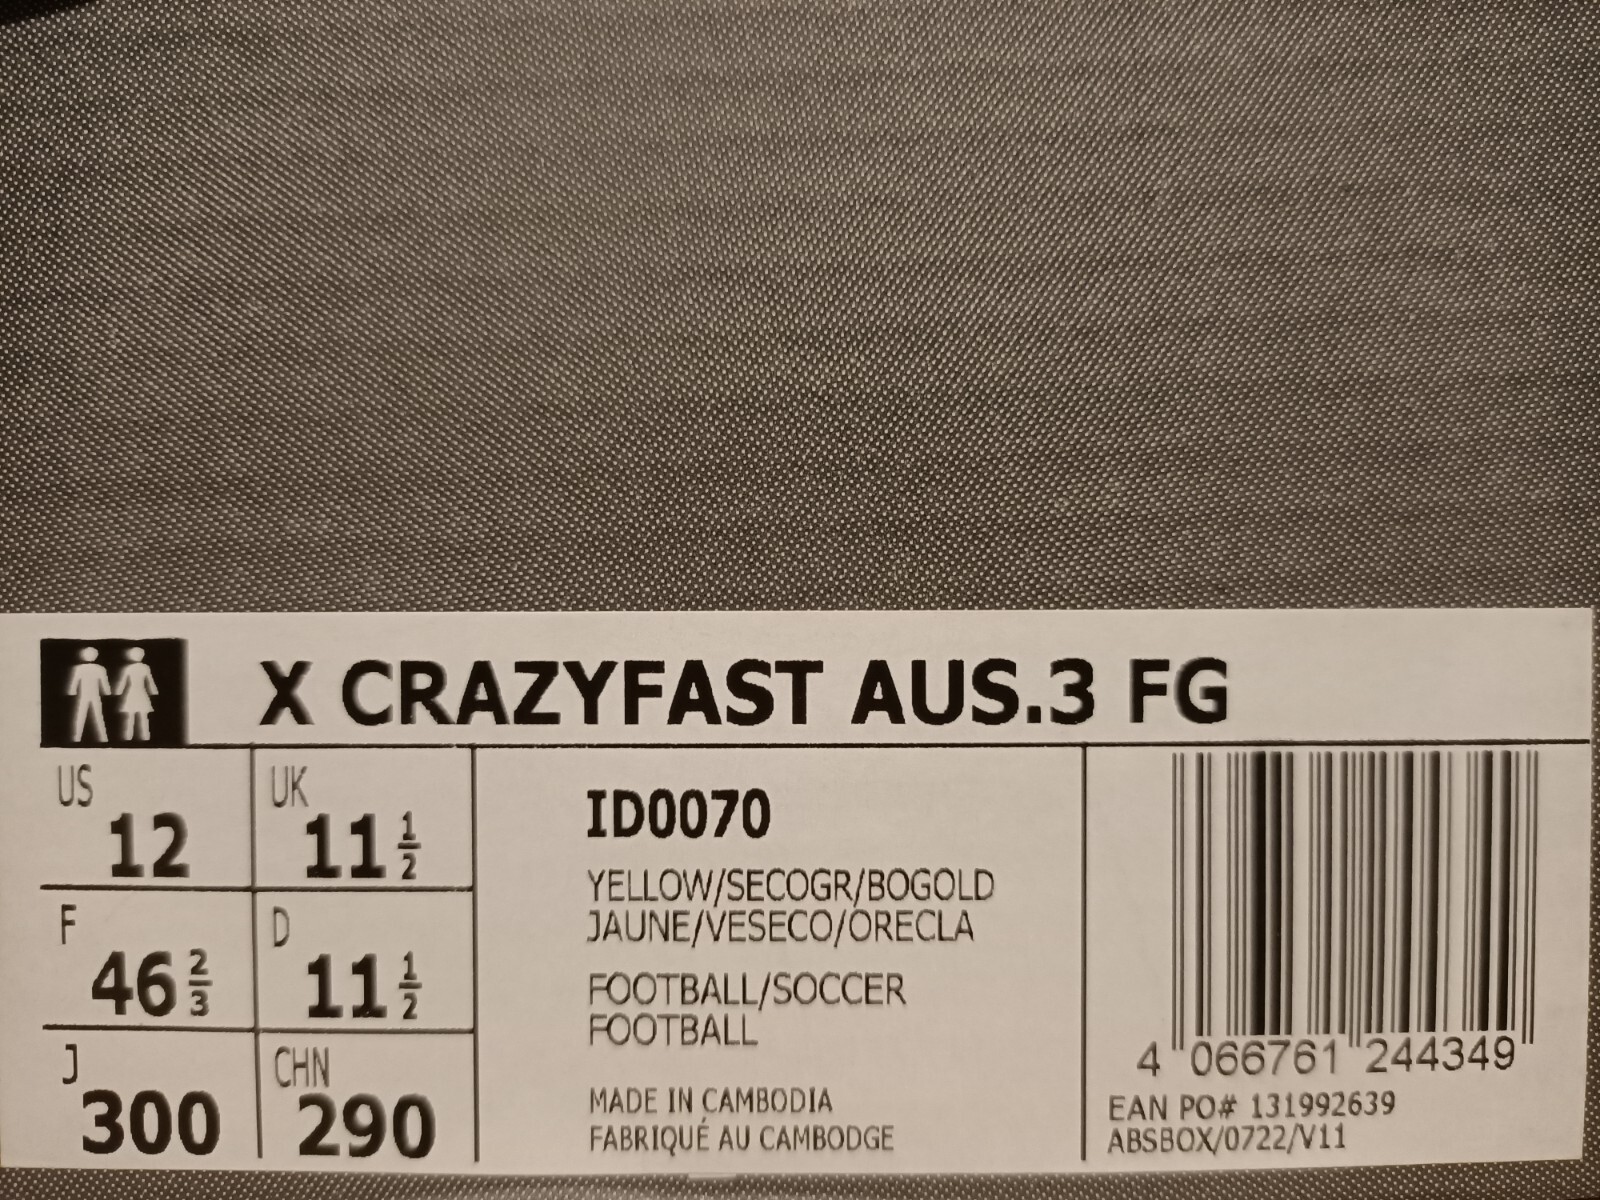 X CRAZYFAST AUS.3 FG
US 12
UK 11 1/2
F 46 2/3
D 11 1/2
J 300
CHN 290
ID0070
YELLOW/SECOGR/BOGOLD
JAUNE/VESECO/ORECLA
FOOTBALL/SOCCER
FOOTBALL
MADE IN CAMBODIA
FABRIQUÉ AU CAMBODGE
4 066761 244349
EAN PO# 131992639
ABSBOX/0722/V11